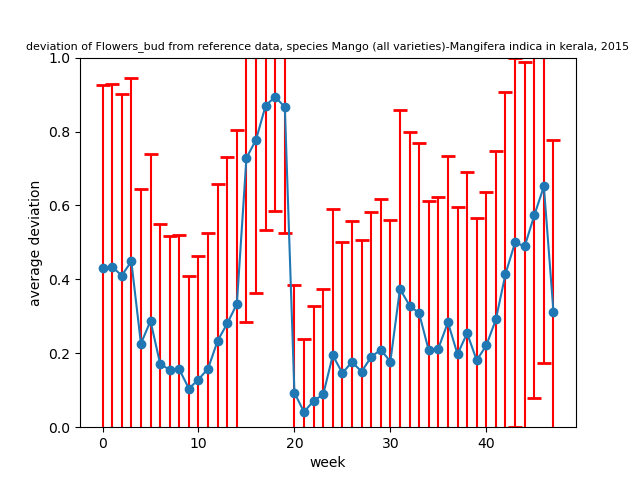 deviation of Flowers_bud from reference data, species Mango (all varieties)-Mangifera indica in kerala, 2015
1.0
0.8
0.6
0.4
0.2
0.0
average deviation
0 10 20 30 40
week